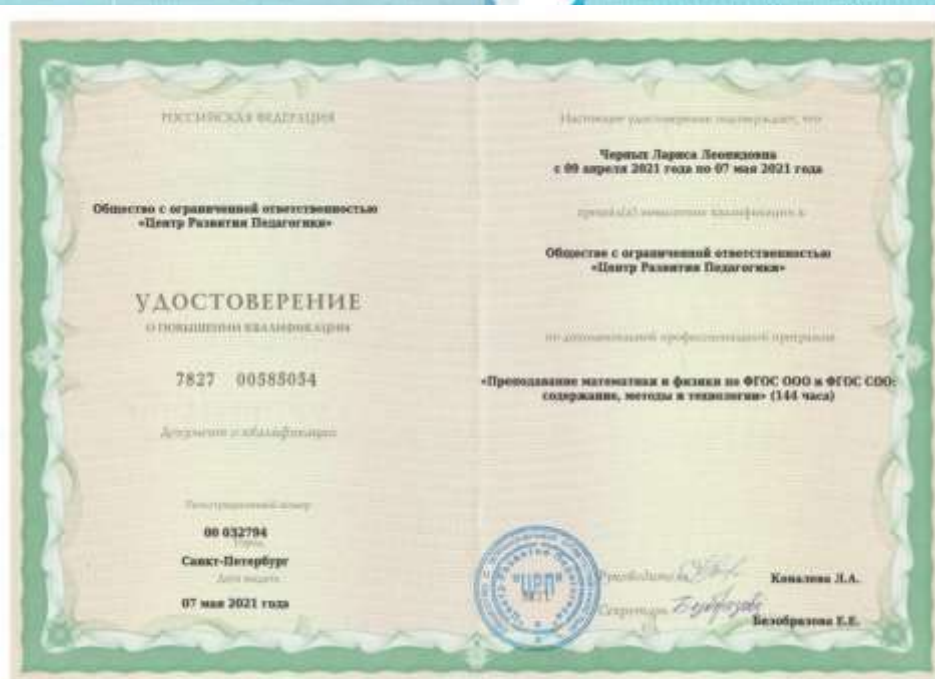 РОССИЙСКАЯ ФЕДЕРАЦИЯ
Общество с ограниченной ответственностью
«Центр Развития Педагогики»
УДОСТОВЕРЕНИЕ
О ПОВЫШЕНИИ КВАЛИФИКАЦИИ
7827 00585054
Документ о квалификации
Регистрационный номер
00 032794
Город
Санкт-Петербург
Дата выдачи
07 мая 2021 года
Настоящее удостоверение подтверждает, что
Черных Лариса Леонидовна
с 09 апреля 2021 года по 07 мая 2021 года
прошёл(а) повышение квалификации в
Общество с ограниченной ответственностью
«Центр Развития Педагогики»
по дополнительной профессиональной программе
«Преподавание математики и физики по ФГОС ООО и ФГОС СОО:
содержание, методы и технологии» (144 часа)
"ЦРП"
Руководитель
Ковалева Л.А.
Секретарь
Безобразова Е.Е.